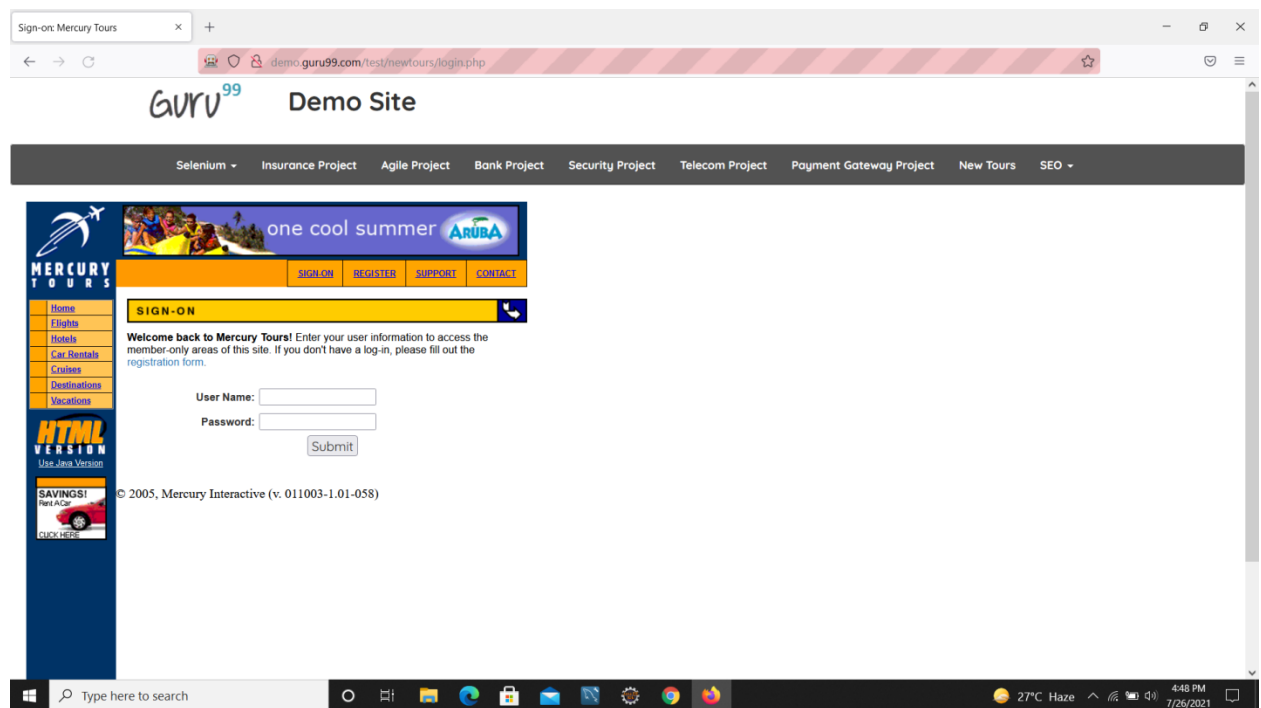 Sign-on: Mercury Tours
demo.guru99.com/test/newtours/login.php
Guru99 Demo Site
Selenium Insurance Project Agile Project Bank Project Security Project Telecom Project Payment Gateway Project New Tours SEO
one cool summer ARUBA
MERCURY
TOURS
SIGN-ON REGISTER SUPPORT CONTACT
Home
Flights
Hotels
Car Rentals
Cruises
Destinations
Vacations
HTML
VERSION
Use Java Version
SAVINGS!
Rent A Car
CLICK HERE
SIGN-ON
Welcome back to Mercury Tours! Enter your user information to access the
member-only areas of this site. If you don't have a log-in, please fill out the
registration form.
User Name:
Password:
Submit
© 2005, Mercury Interactive (v. 011003-1.01-058)
Type here to search
27°C Haze
4:48 PM
7/26/2021